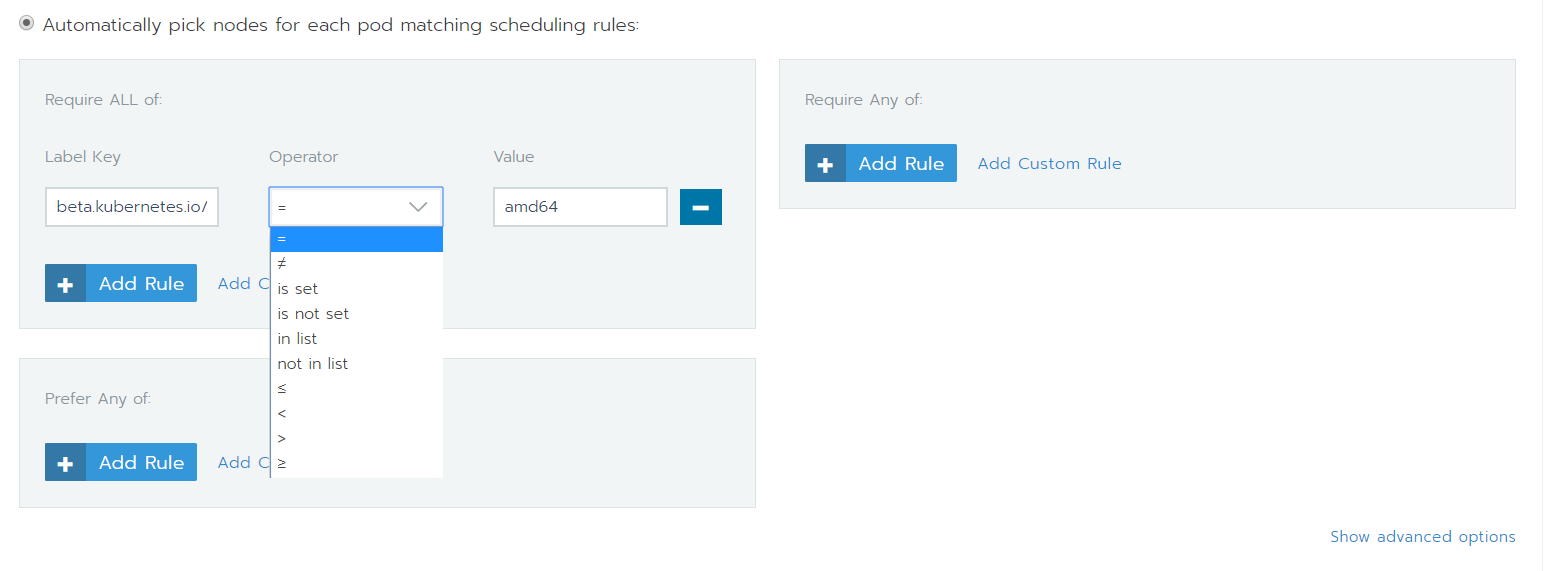 Automatically pick nodes for each pod matching scheduling rules:
Require ALL of:
Label Key Operator Value
beta.kubernetes.io/ = amd64
=
≠
is set
is not set
in list
not in list
≤
<
>
≥
Add Rule Add C
Prefer Any of:
Add Rule Add C
Require Any of:
Add Rule Add Custom Rule
Show advanced options